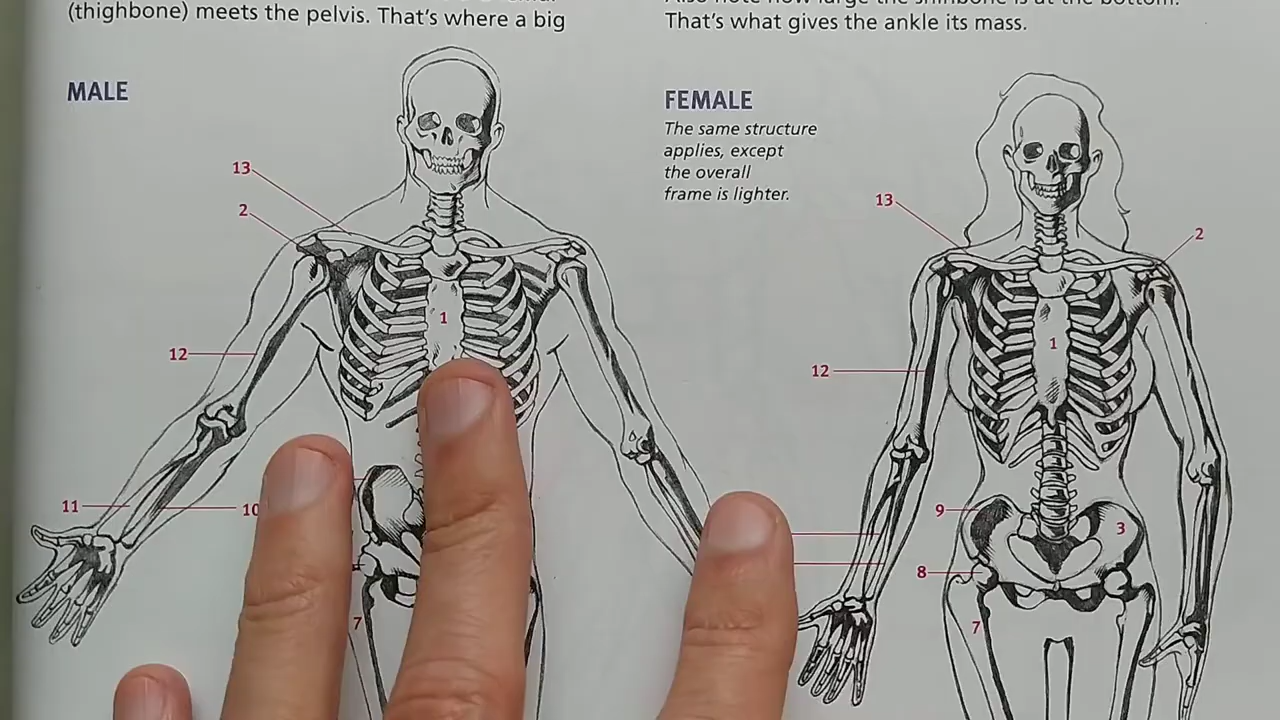 (thighbone) meets the pelvis. That's where a big
That's what gives the ankle its mass.
MALE
FEMALE
The same structure
applies, except
the overall
frame is lighter.
13
2
1
12
11
10
7
13
2
1
12
9
3
8
7